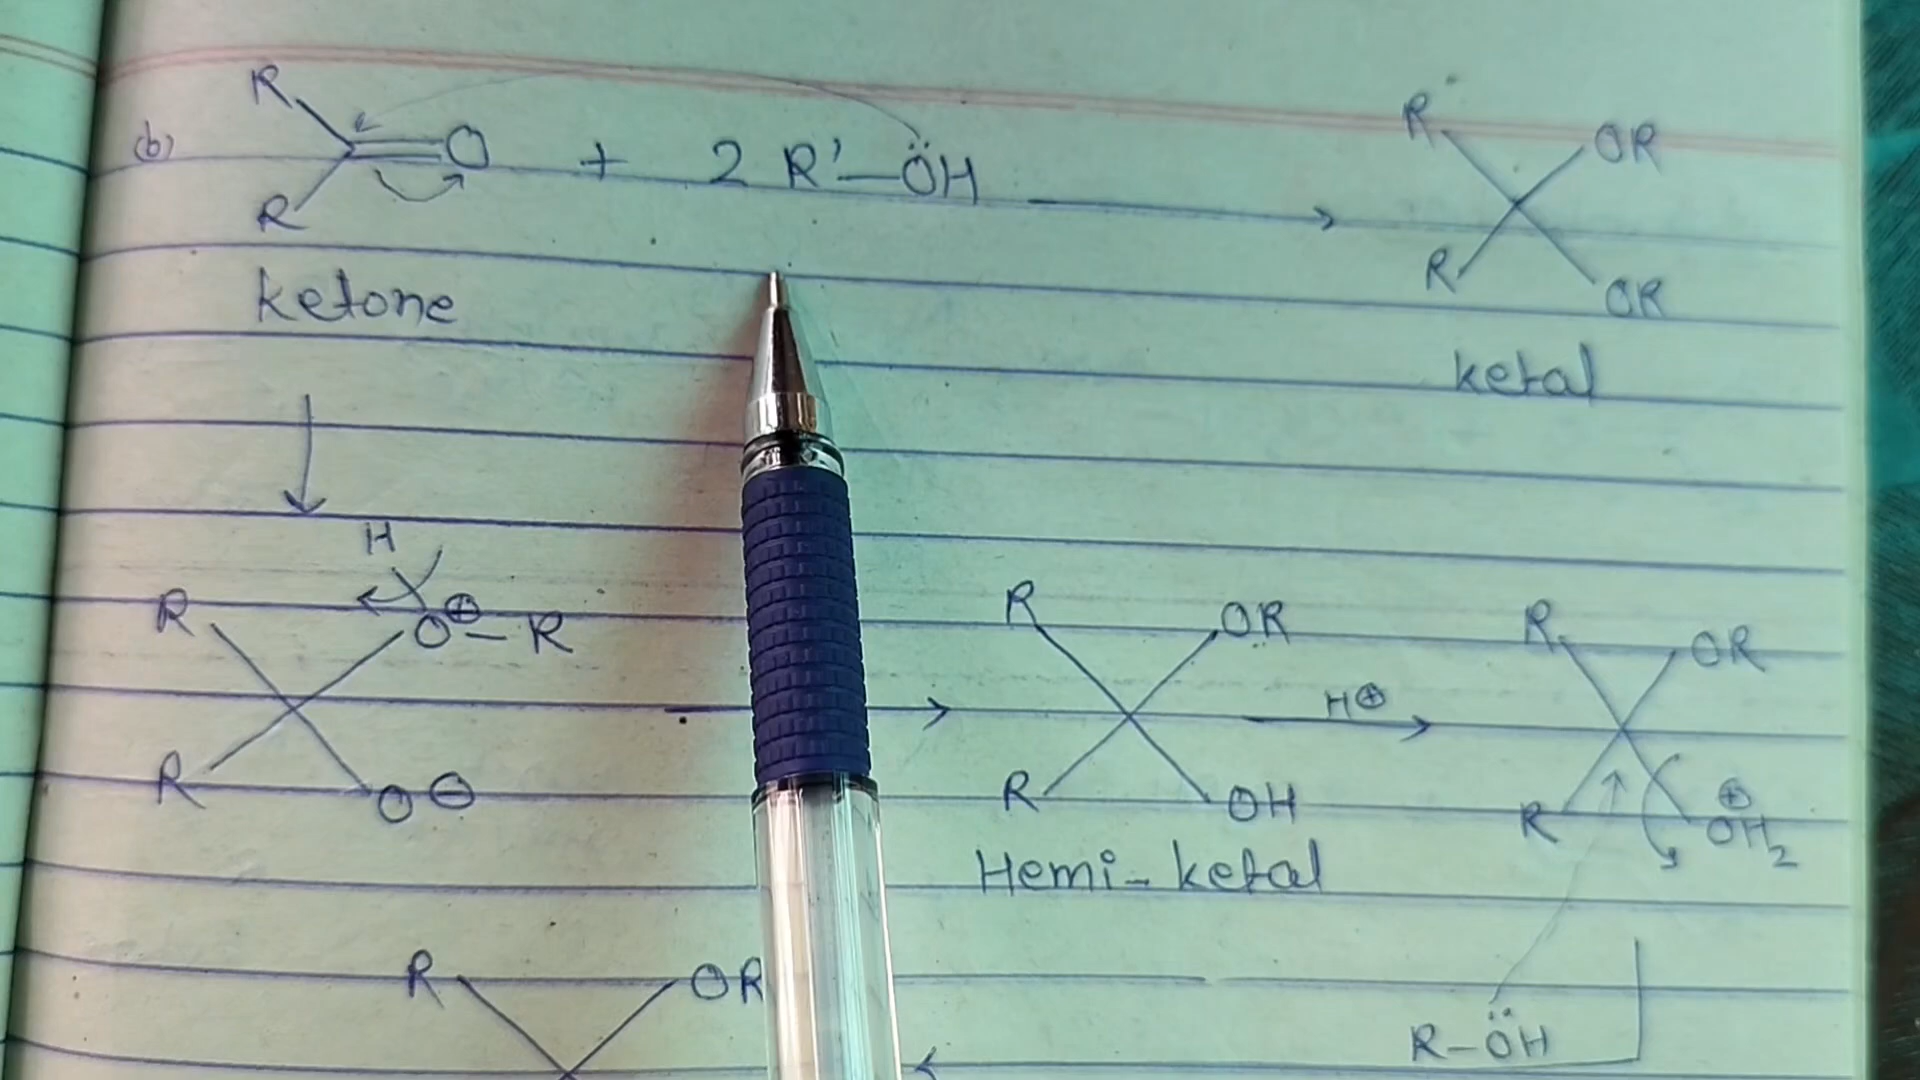 R R OR
(b) O + 2 R'—ÖH
R R OR
ketone ketal
H
R O⊕—R R OR R OR
H⊕
R O⊖ R OH R ⊕OH2
Hemi-ketal
R OR
R-ÖH